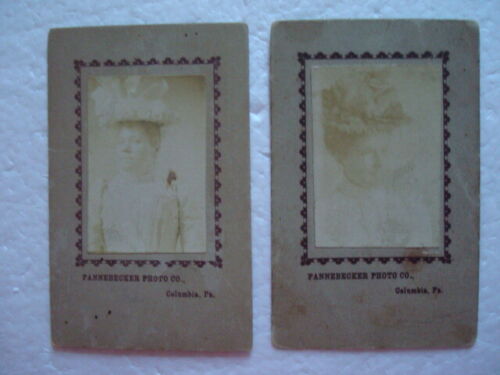 PANNEBECKER PHOTO CO.,
Columbia, Pa.
PANNEBECKER PHOTO CO.,
Columbia, Pa.